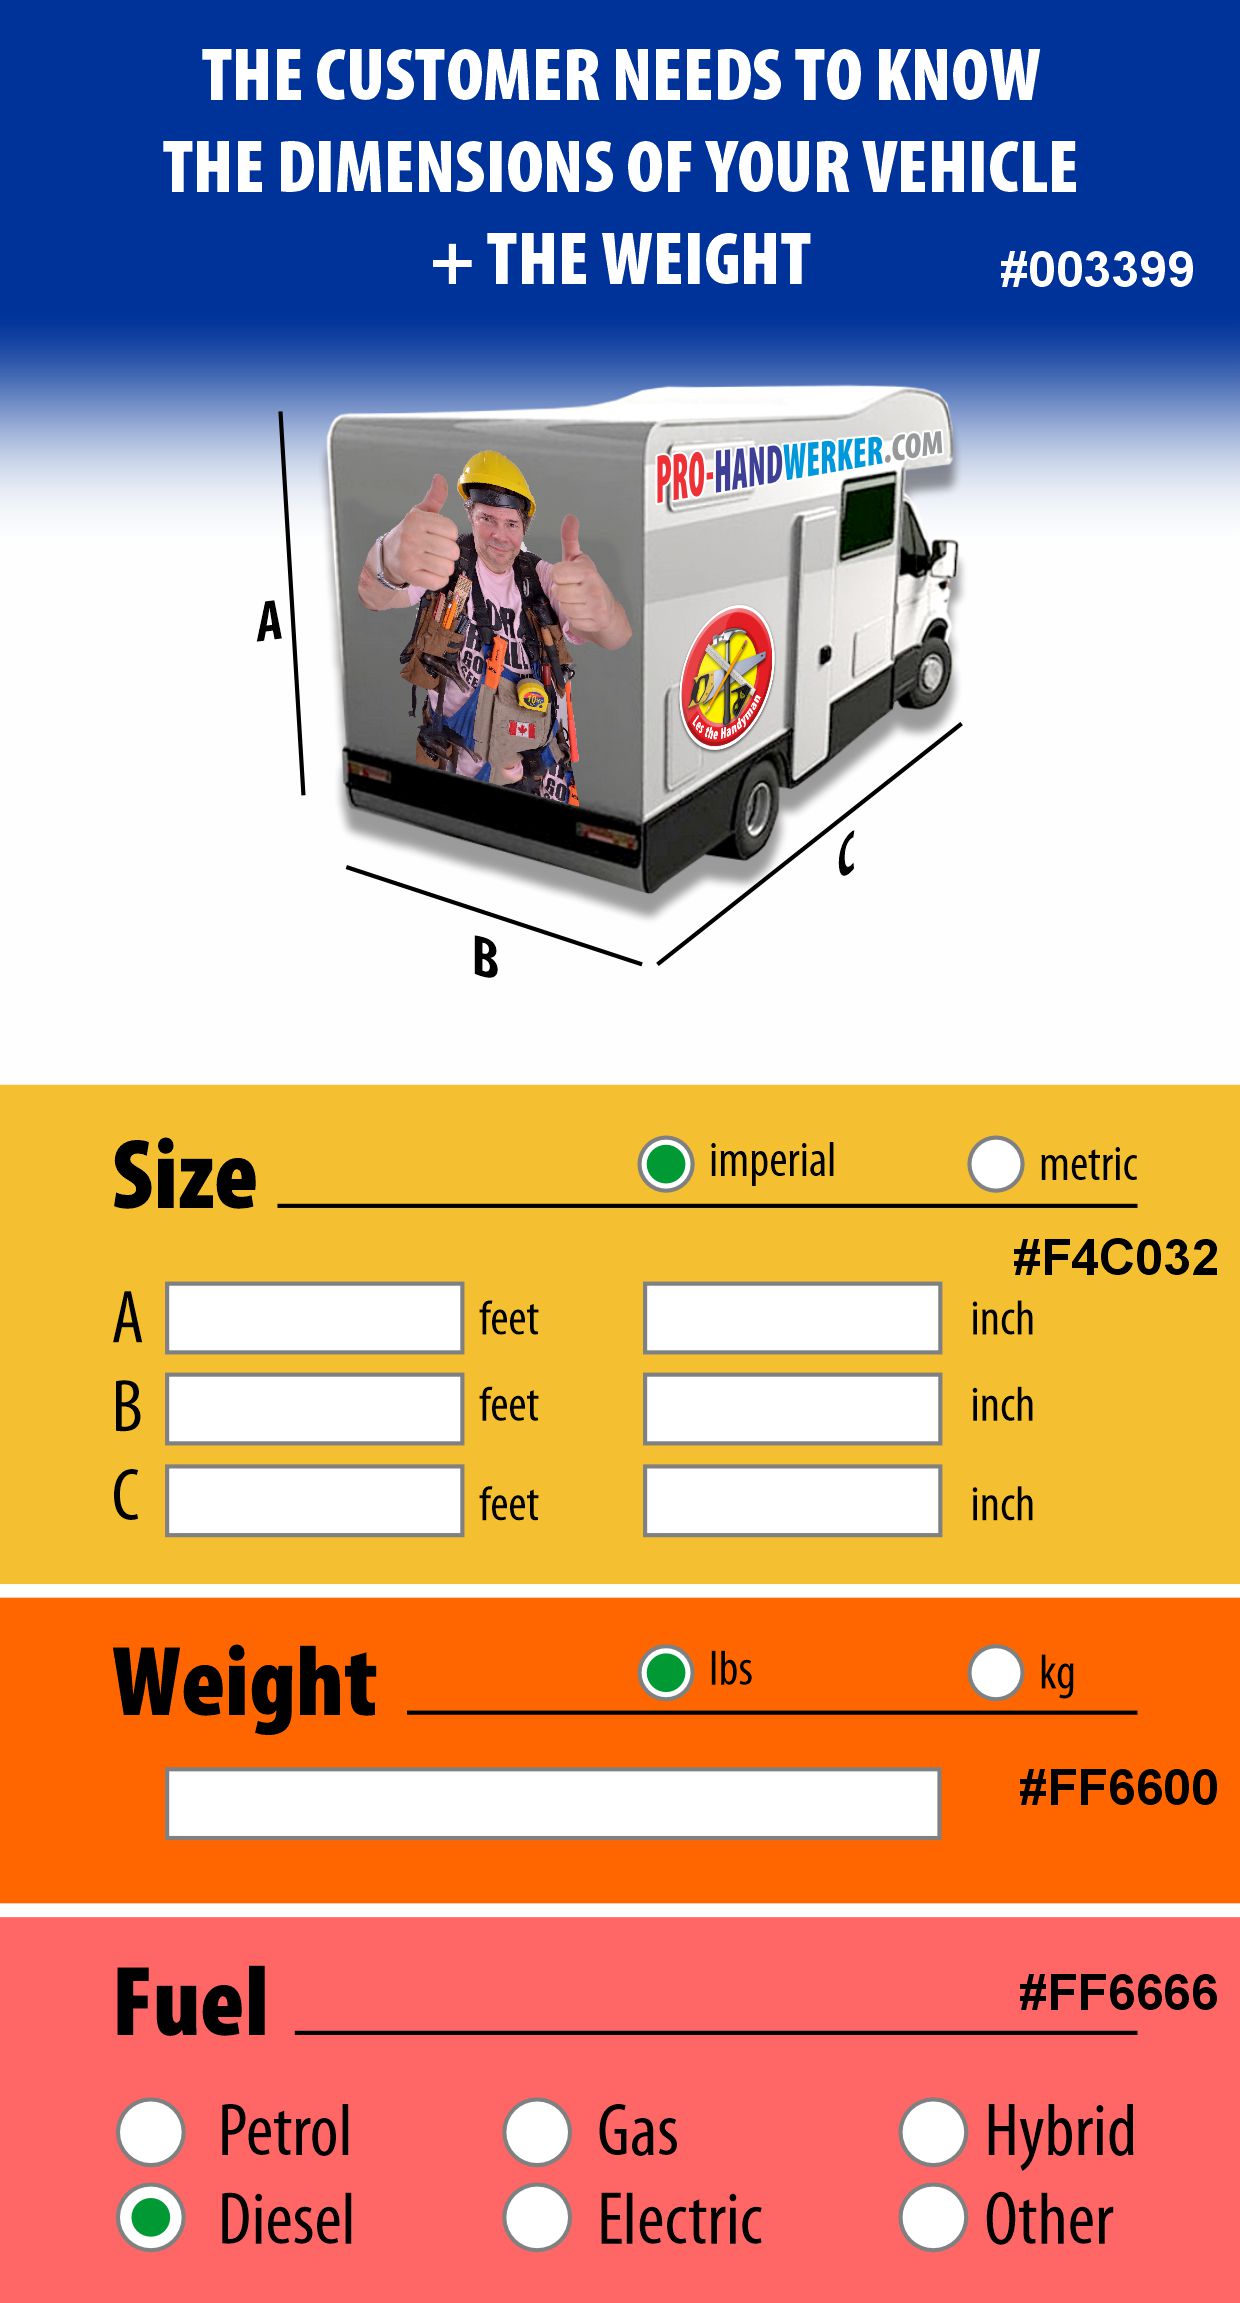 THE CUSTOMER NEEDS TO KNOW
THE DIMENSIONS OF YOUR VEHICLE
+ THE WEIGHT
#003399
PRO-HANDWERKER.COM
Les the Handyman
A
B
C
Size
imperial
metric
#F4C032
A feet inch
B feet inch
C feet inch
Weight
lbs
kg
#FF6600
Fuel
#FF6666
Petrol Gas Hybrid
Diesel Electric Other